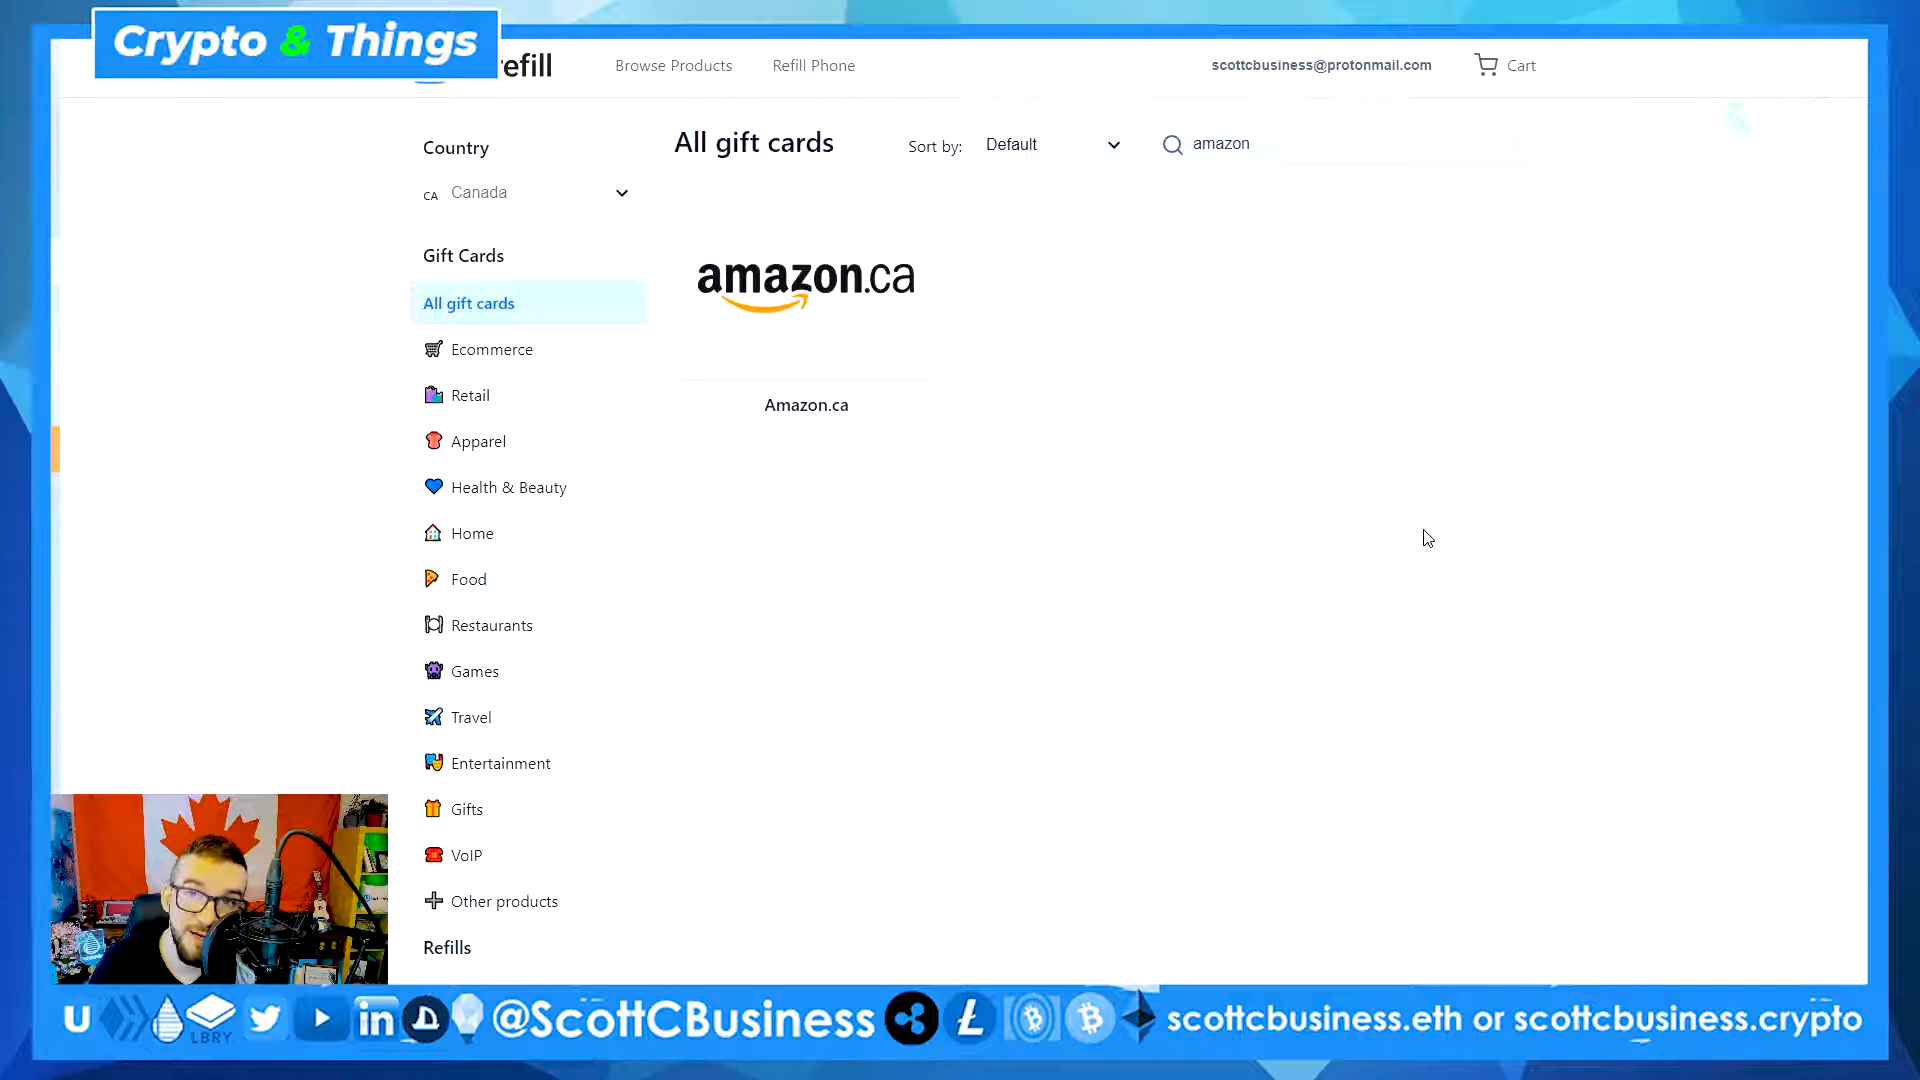 Crypto & Things
refill
Browse Products
Refill Phone
scottcbusiness@protonmail.com
Cart
Country
CA Canada
Gift Cards
All gift cards
Ecommerce
Retail
Apparel
Health & Beauty
Home
Food
Restaurants
Games
Travel
Entertainment
Gifts
VoIP
Other products
Refills
All gift cards
Sort by: Default
amazon
amazon.ca
Amazon.ca
LBRY
@ScottCBusiness
scottcbusiness.eth or scottcbusiness.crypto